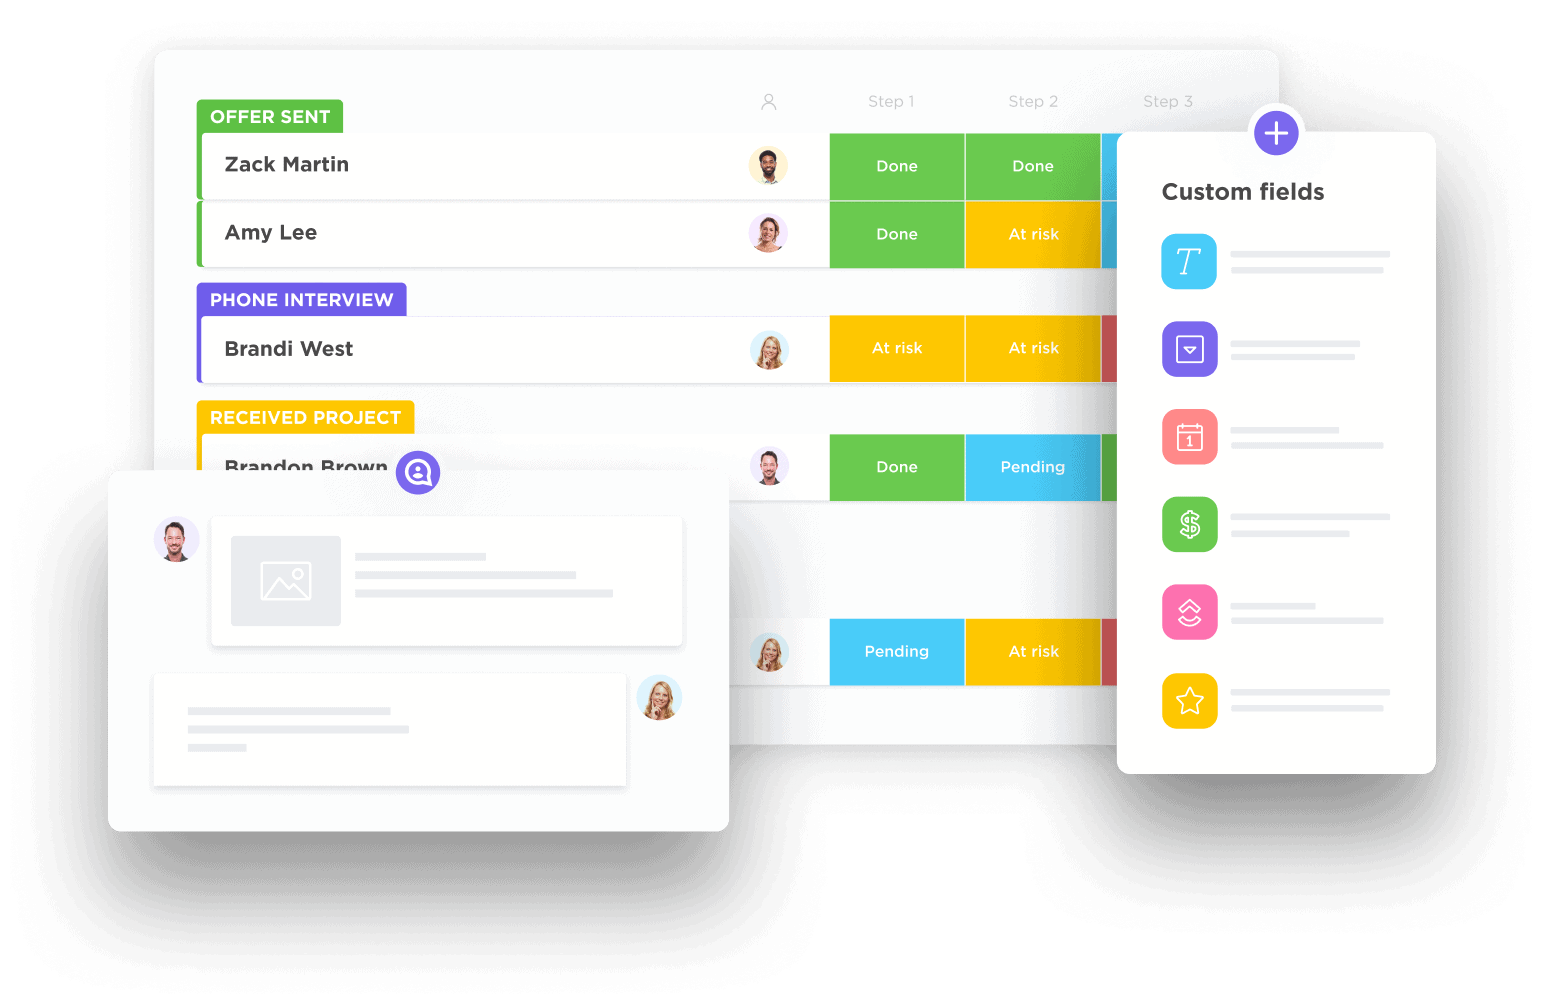 Step 1 Step 2 Step 3
OFFER SENT
Zack Martin Done Done
Amy Lee Done At risk
PHONE INTERVIEW
Brandi West At risk At risk
RECEIVED PROJECT
Brandon Brown Done Pending
Pending At risk
Custom fields
T
1
$